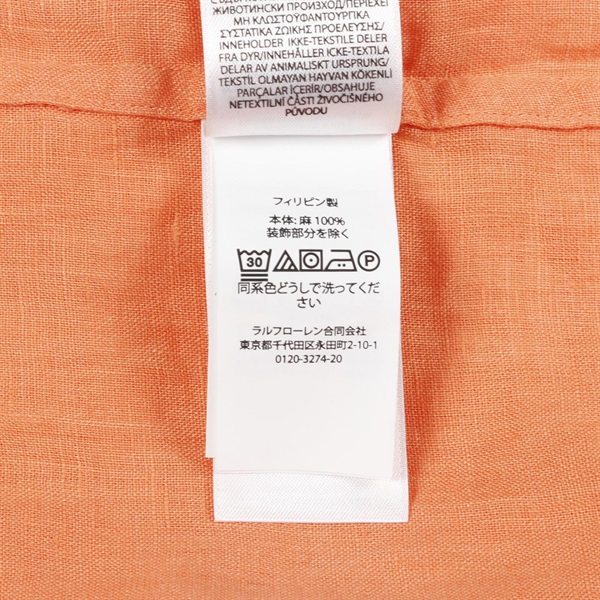 ЖИВОТИНСКИ ПРОИЗХОД/ΠΕΡΙΕΧΕΙ
ΜΗ ΚΛΩΣΤΟΫΦΑΝΤΟΥΡΓΙΚΑ
ΣΥΣΤΑΤΙΚΑ ΖΩΙΚΗΣ ΠΡΟΕΛΕΥΣΗΣ/
INNEHOLDER IKKE-TEKSTILE DELER
FRA DYR/INNEHÅLLER ICKE-TEXTILA
DELAR AV ANIMALISKT URSPRUNG/
TEKSTİL OLMAYAN HAYVAN KÖKENLİ
PARÇALAR İÇERİR/OBSAHUJE
NETEXTILNÍ ČÁSTI ŽIVOČIŠNÉHO
PŮVODU
フィリピン製
本体: 麻 100%
装飾部分を除く
30 P
同系色どうしで洗ってくだ
さい
ラルフローレン合同会社
東京都千代田区永田町2-10-1
0120-3274-20